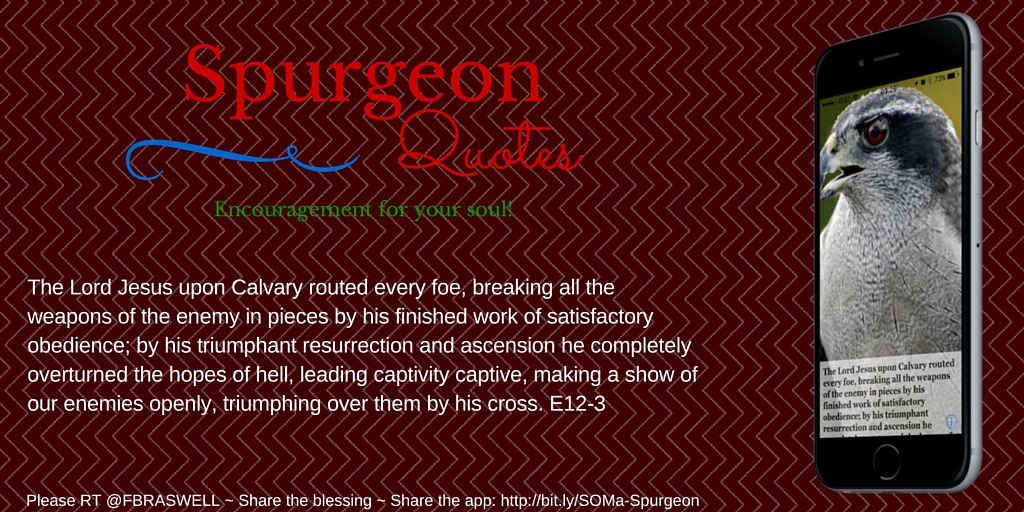 Spurgeon
Quotes
Encouragement for your soul!
The Lord Jesus upon Calvary routed every foe, breaking all the
weapons of the enemy in pieces by his finished work of satisfactory
obedience; by his triumphant resurrection and ascension he completely
overturned the hopes of hell, leading captivity captive, making a show of
our enemies openly, triumphing over them by his cross. E12-3
Please RT @FBRASWELL ~ Share the blessing ~ Share the app: http://bit.ly/SOMa-Spurgeon
73%
The Lord Jesus upon Calvary routed
every foe, breaking all the weapons
of the enemy in pieces by his
finished work of satisfactory
obedience; by his triumphant
resurrection and ascension he